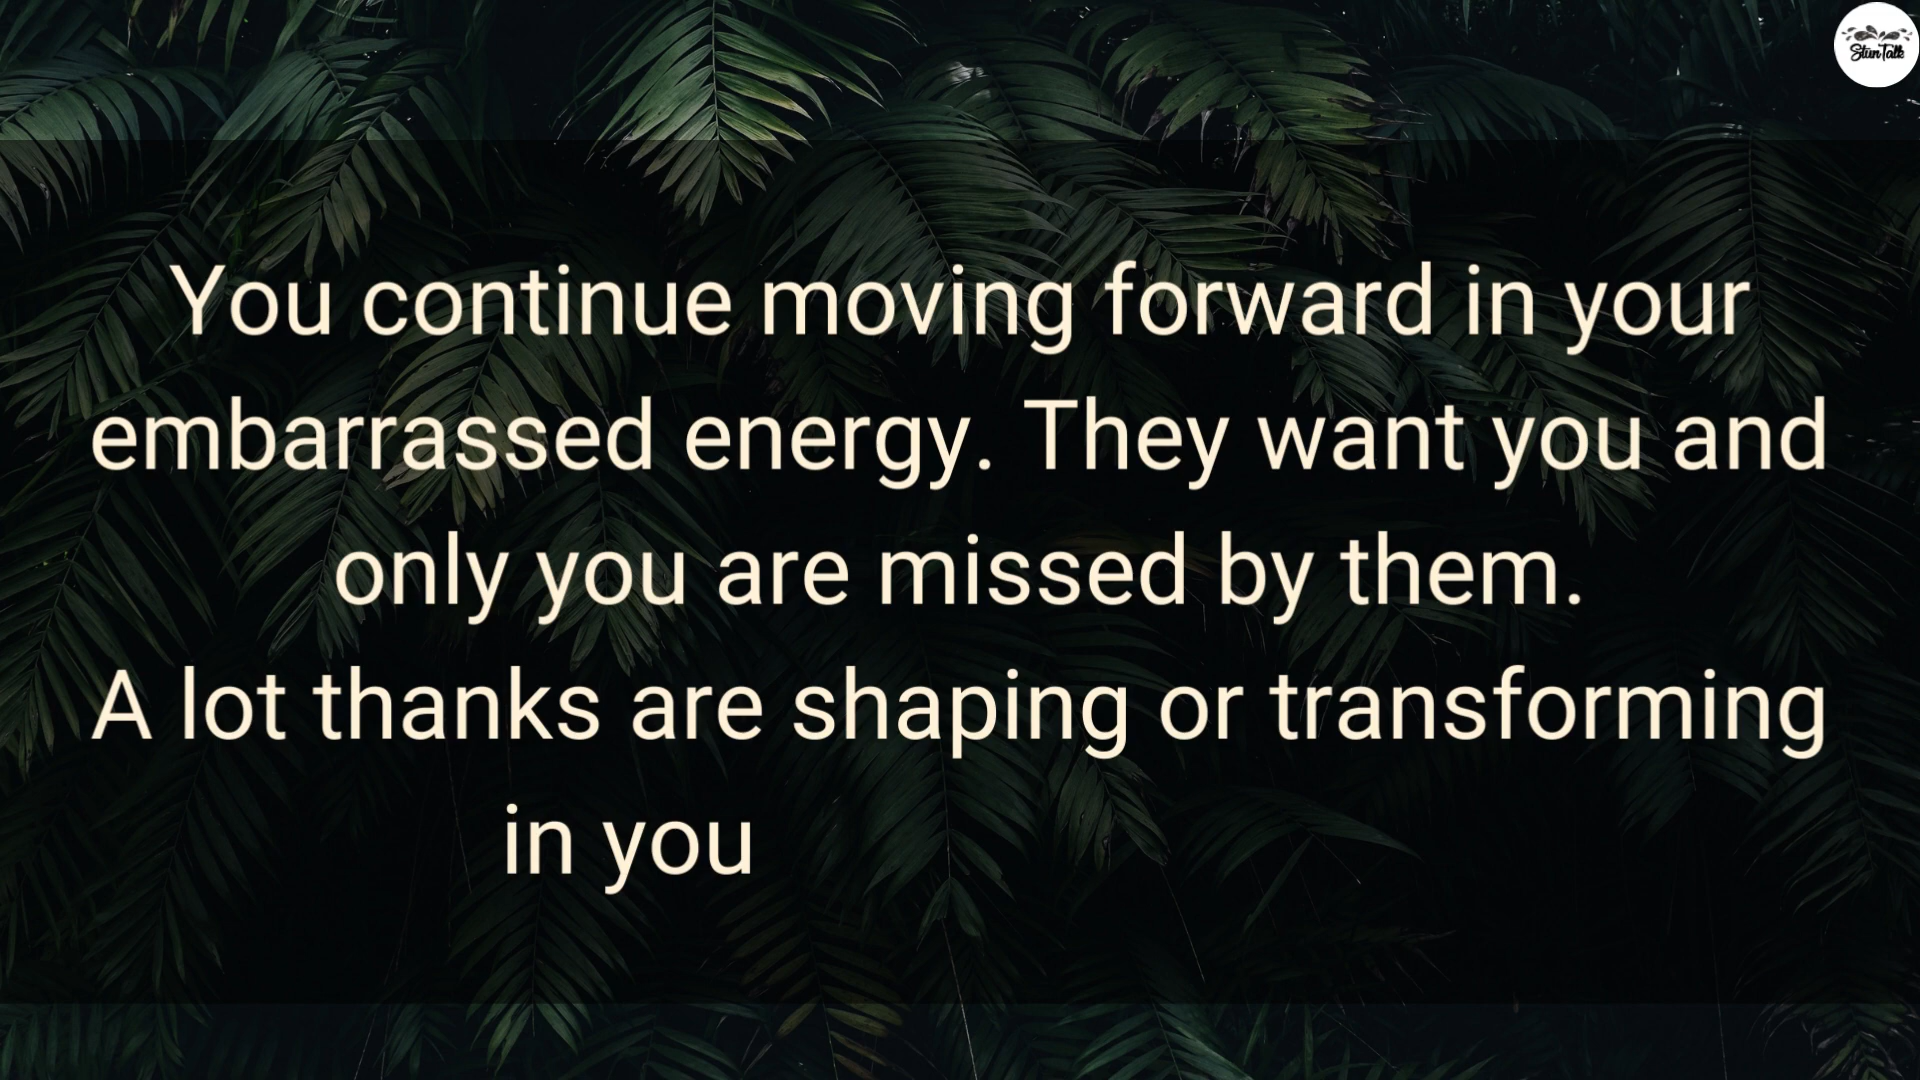 StunTalk
You continue moving forward in your
embarrassed energy. They want you and
only you are missed by them.
A lot thanks are shaping or transforming
in you